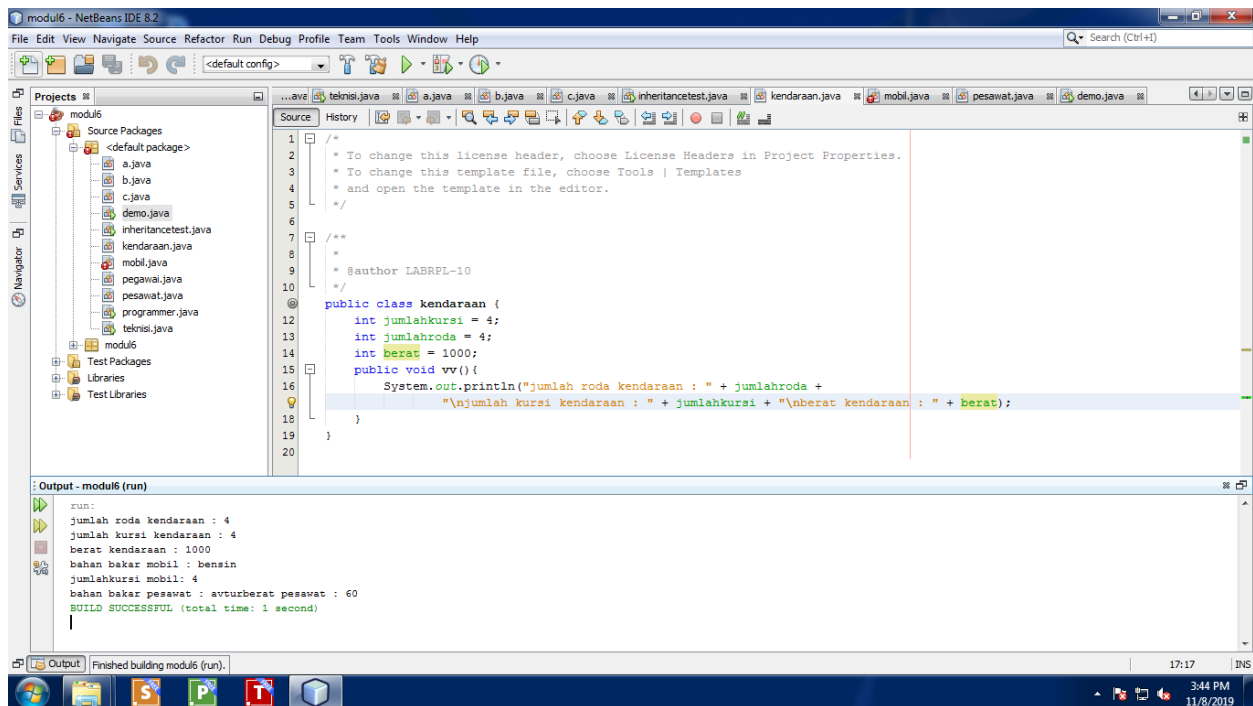 modul6 - NetBeans IDE 8.2
File Edit View Navigate Source Refactor Run Debug Profile Team Tools Window Help
Search (Ctrl+I)
<default config>
Files
Services
Navigator
Projects
modul6
Source Packages
<default package>
a.java
b.java
c.java
demo.java
inheritancetest.java
kendaraan.java
mobil.java
pegawai.java
pesawat.java
programmer.java
teknisi.java
modul6
Test Packages
Libraries
Test Libraries
...ava teknisi.java a.java b.java c.java inheritancetest.java kendaraan.java mobil.java pesawat.java demo.java
Source History
1 /*
2 * To change this license header, choose License Headers in Project Properties.
3 * To change this template file, choose Tools | Templates
4 * and open the template in the editor.
5 */
6
7 /**
8 *
9 * @author LABRPL-10
10 */
public class kendaraan {
12 int jumlahkursi = 4;
13 int jumlahroda = 4;
14 int berat = 1000;
15 public void vv(){
16 System.out.println("jumlah roda kendaraan : " + jumlahroda +
"\njumlah kursi kendaraan : " + jumlahkursi + "\nberat kendaraan : " + berat);
18 }
19 }
20
Output - modul6 (run)
run:
jumlah roda kendaraan : 4
jumlah kursi kendaraan : 4
berat kendaraan : 1000
bahan bakar mobil : bensin
jumlahkursi mobil: 4
bahan bakar pesawat : avturberat pesawat : 60
BUILD SUCCESSFUL (total time: 1 second)
Output
Finished building modul6 (run).
17:17 INS
S P T
3:44 PM
11/8/2019